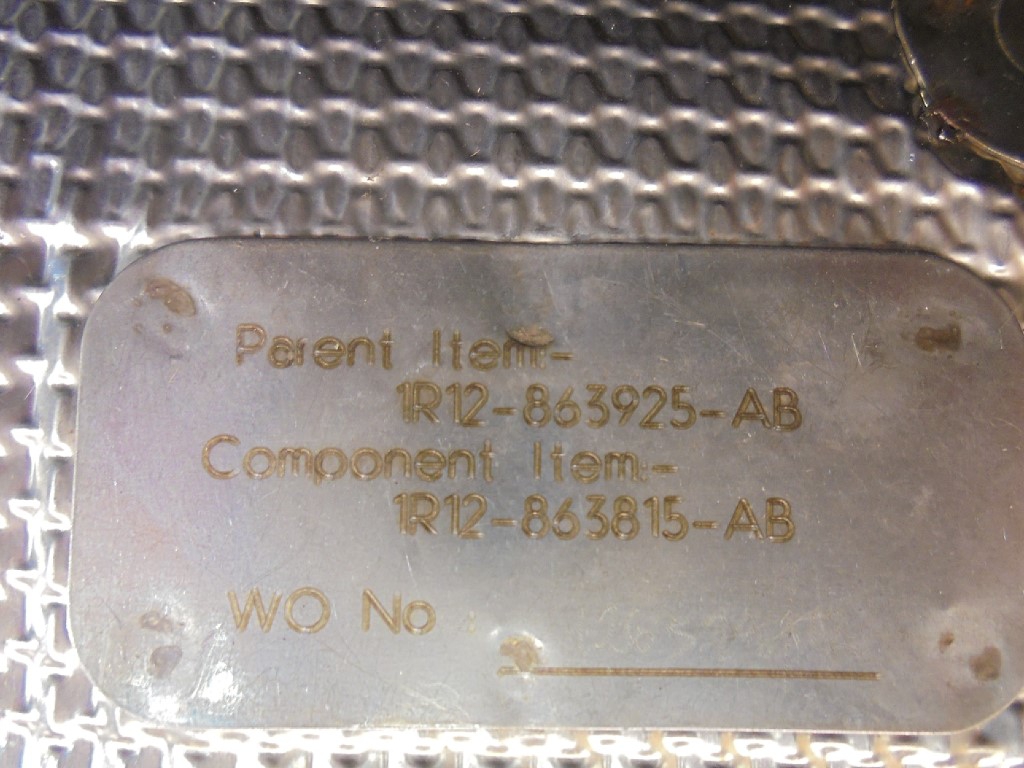 Parent Item:-
1R12-863925-AB
Component Item:-
1R12-863815-AB
WO No :